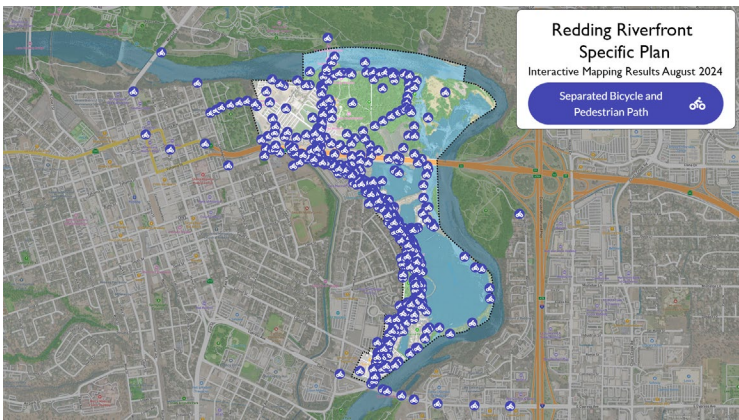 Redding Riverfront
Specific Plan
Interactive Mapping Results August 2024
Separated Bicycle and
Pedestrian Path